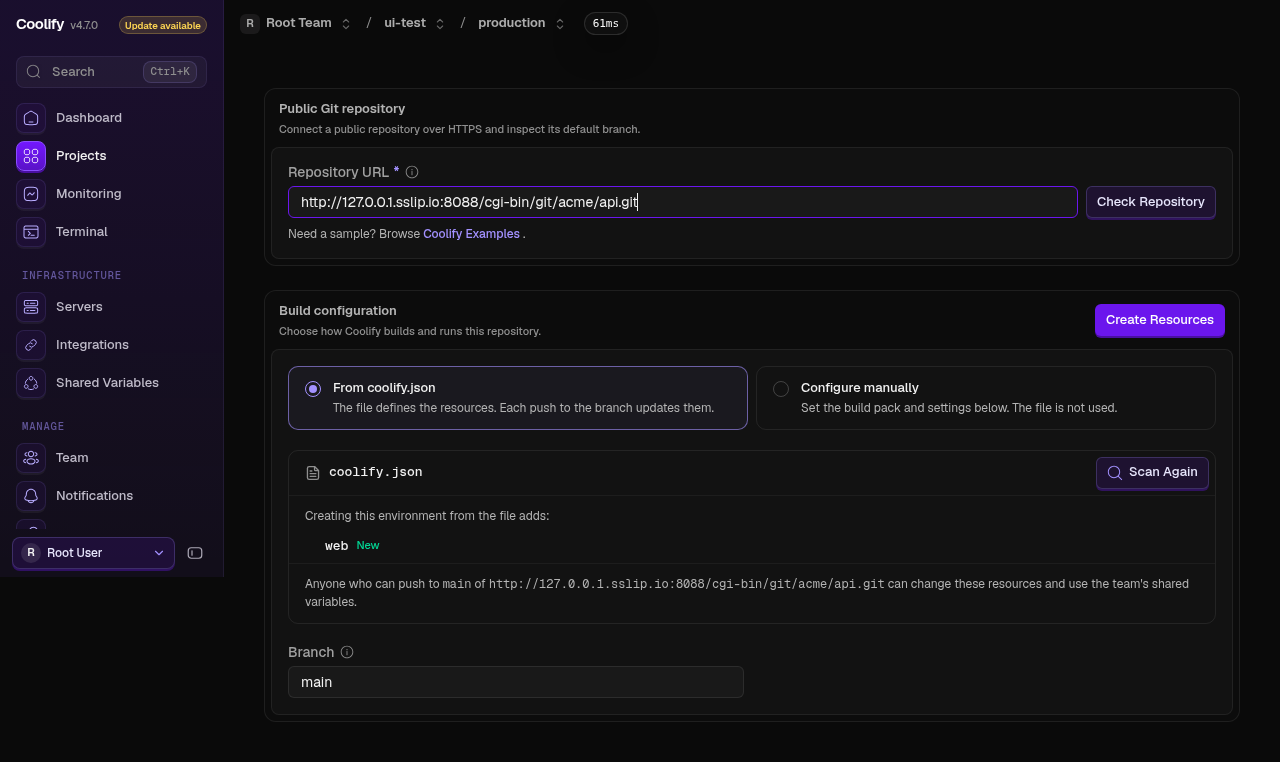 Coolify v4.7.0 Update available
Search Ctrl+K
Dashboard
Projects
Monitoring
Terminal
INFRASTRUCTURE
Servers
Integrations
Shared Variables
MANAGE
Team
Notifications
R Root User
R Root Team / ui-test / production 61ms
Public Git repository
Connect a public repository over HTTPS and inspect its default branch.
Repository URL *
http://127.0.0.1.sslip.io:8088/cgi-bin/git/acme/api.git
Check Repository
Need a sample? Browse Coolify Examples .
Build configuration
Choose how Coolify builds and runs this repository.
Create Resources
From coolify.json
The file defines the resources. Each push to the branch updates them.
Configure manually
Set the build pack and settings below. The file is not used.
coolify.json
Scan Again
Creating this environment from the file adds:
web New
Anyone who can push to main of http://127.0.0.1.sslip.io:8088/cgi-bin/git/acme/api.git can change these resources and use the team's shared
variables.
Branch
main